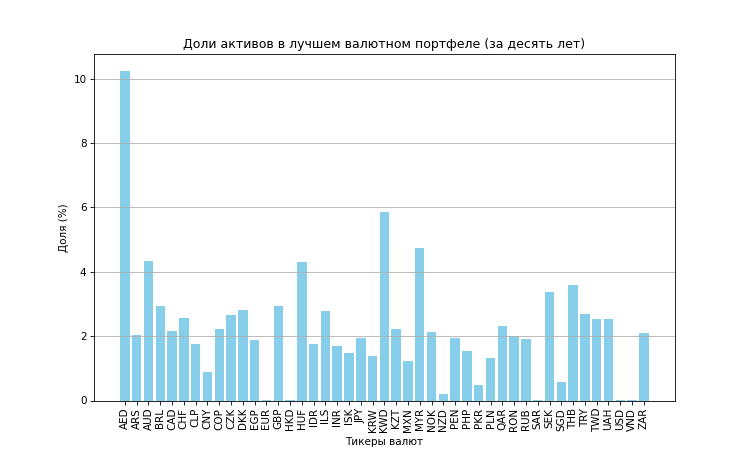 Доли активов в лучшем валютном портфеле (за десять лет)
Доля (%)
10
8
6
4
2
0
AED ARS AUD BRL CAD CHF CLP CNY COP CZK DKK EGP EUR GBP HKD HUF IDR ILS INR ISK JPY KRW KWD KZT MXN MYR NOK NZD PEN PHP PKR PLN QAR RON RUB SAR SEK SGD THB TRY TWD UAH USD VND ZAR
Тикеры валют